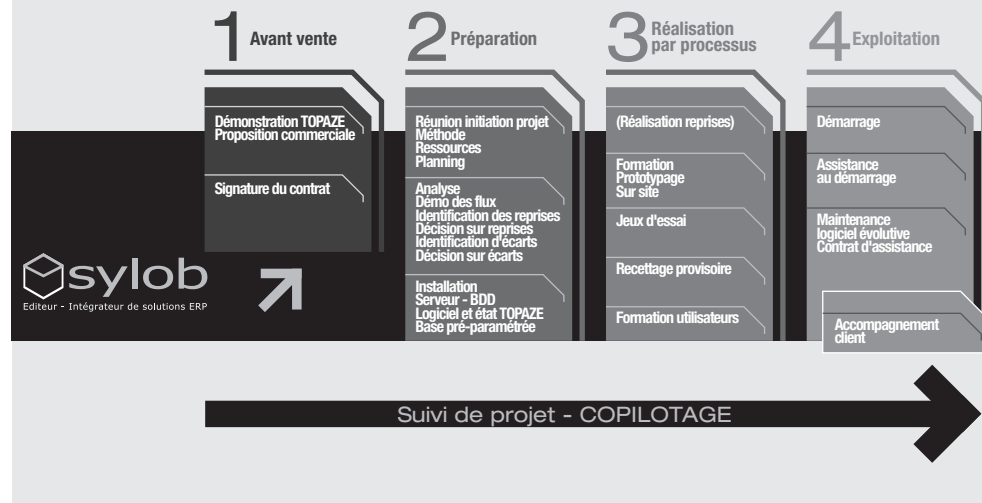 1 Avant vente
Démonstration TOPAZE
Proposition commerciale
Signature du contrat
2 Préparation
Réunion initiation projet
Méthode
Ressources
Planning
Analyse
Démo des flux
Identification des reprises
Décision sur reprises
Identification d'écarts
Décision sur écarts
Installation
Serveur - BDD
Logiciel et état TOPAZE
Base pré-paramétrée
3 Réalisation
par processus
(Réalisation reprises)
Formation
Prototypage
Sur site
Jeux d'essai
Recettage provisoire
Formation utilisateurs
4 Exploitation
Démarrage
Assistance
au démarrage
Maintenance
logiciel évolutive
Contrat d'assistance
Accompagnement
client
sylob
Editeur - Intégrateur de solutions ERP
Suivi de projet - COPILOTAGE